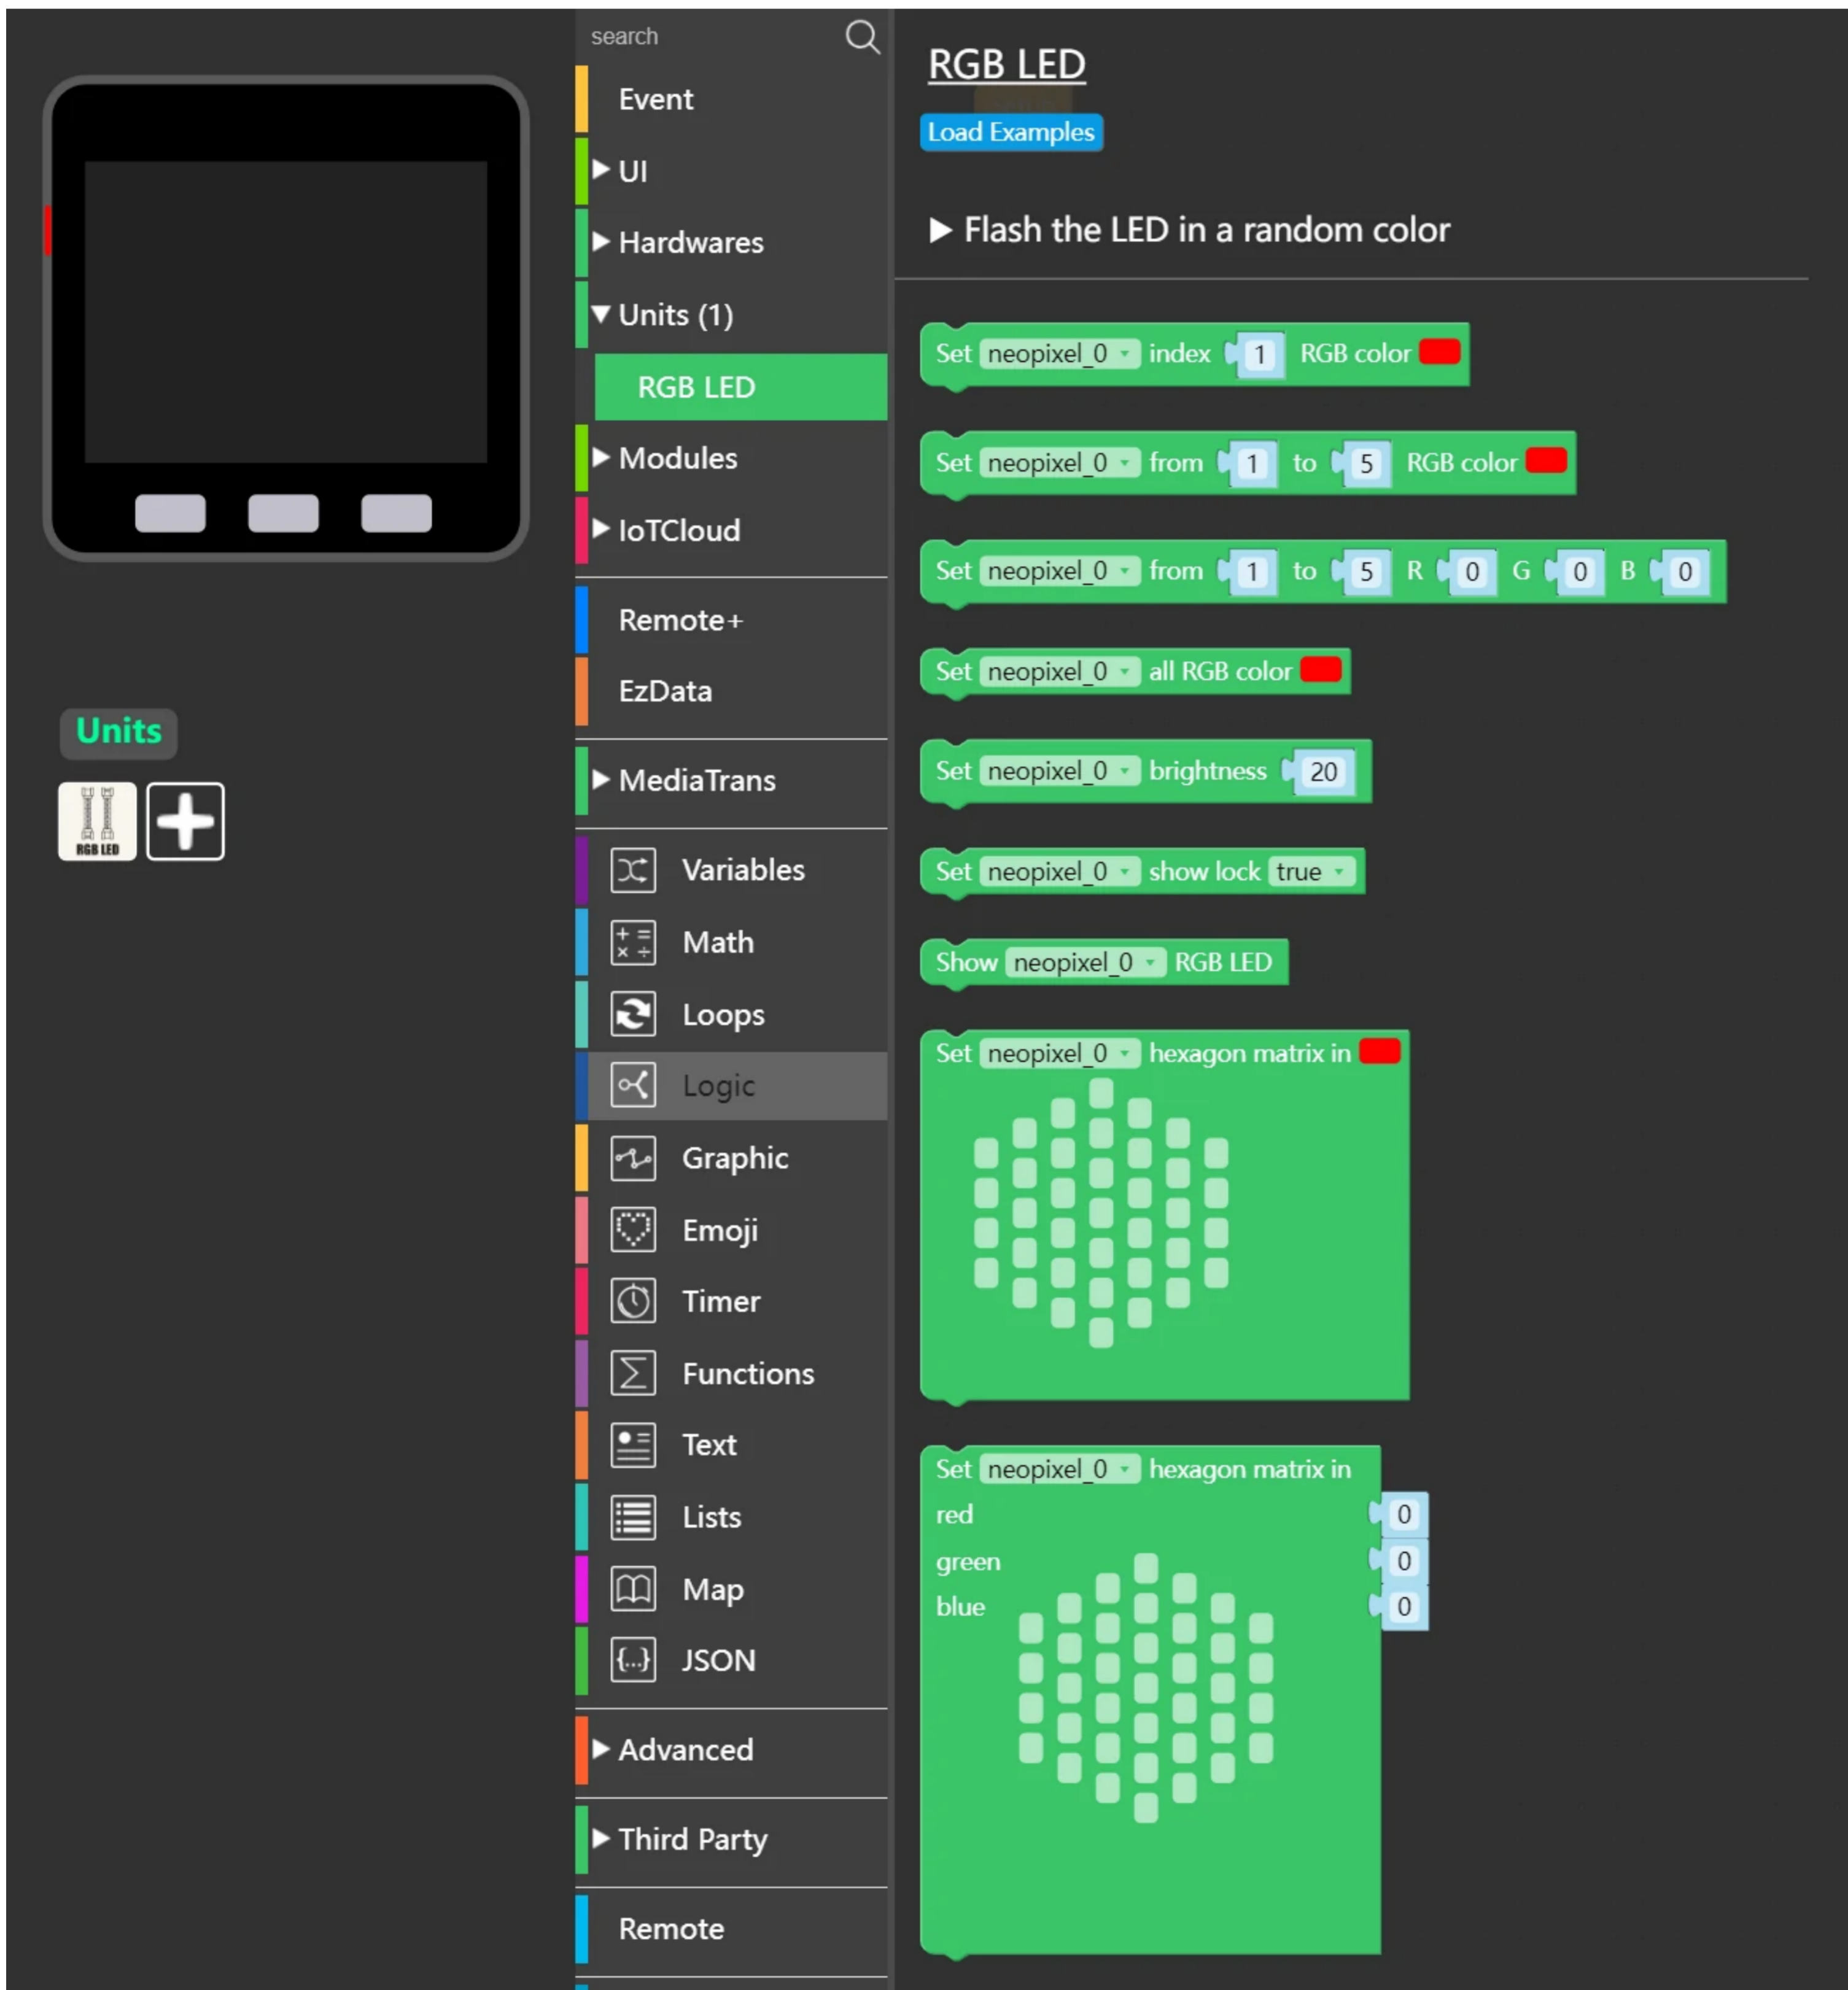 search
Event
UI
Hardwares
Units (1)
RGB LED
Modules
IoTCloud
Remote+
EzData
MediaTrans
Variables
Math
Loops
Logic
Graphic
Emoji
Timer
Functions
Text
Lists
Map
JSON
Advanced
Third Party
Remote
Units
RGB LED
RGB LED
Load Examples
Flash the LED in a random color
Set neopixel_0 index 1 RGB color
Set neopixel_0 from 1 to 5 RGB color
Set neopixel_0 from 1 to 5 R 0 G 0 B 0
Set neopixel_0 all RGB color
Set neopixel_0 brightness 20
Set neopixel_0 show lock true
Show neopixel_0 RGB LED
Set neopixel_0 hexagon matrix in
Set neopixel_0 hexagon matrix in
red 0
green 0
blue 0